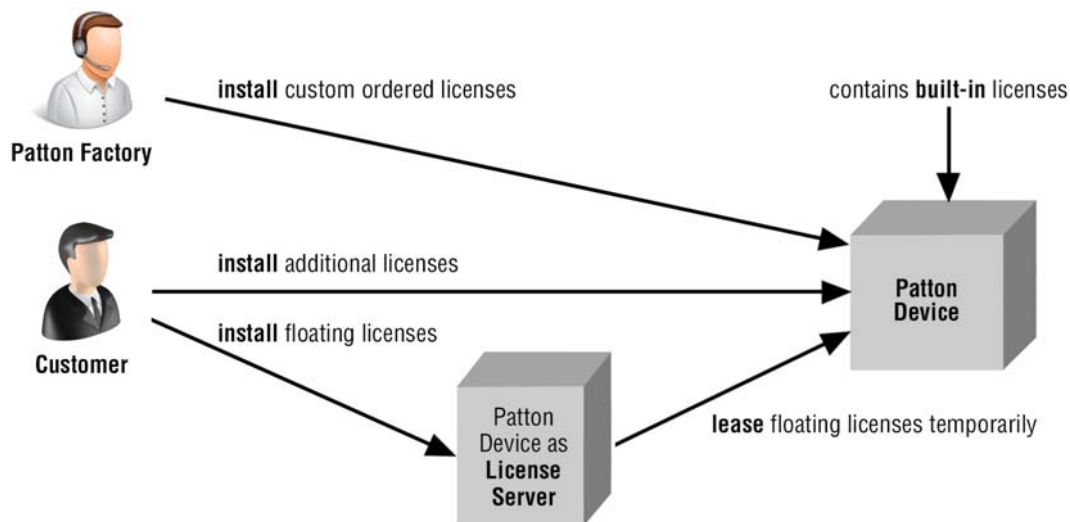 install custom ordered licenses
contains built-in licenses
Patton Factory
install additional licenses
Patton
Device
install floating licenses
Customer
Patton
Device as
License
Server
lease floating licenses temporarily